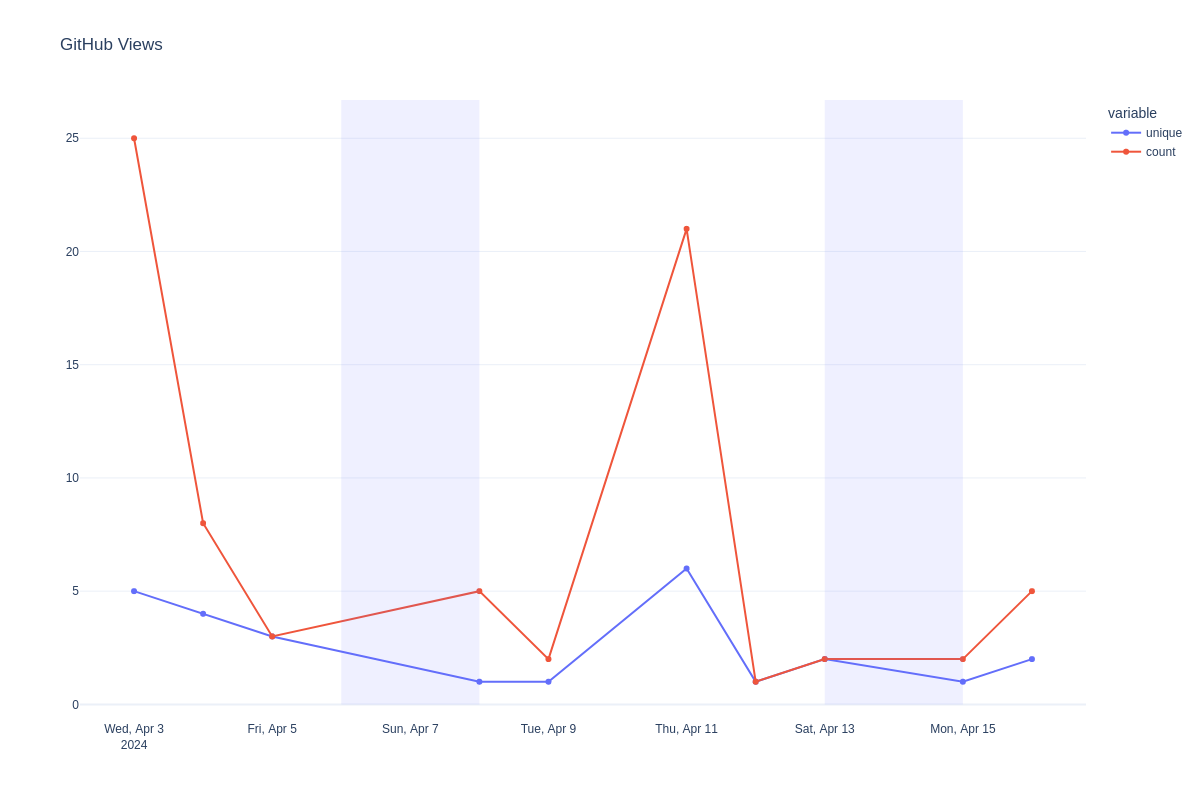 GitHub Views
variable
unique
count
25
20
15
10
5
0
Wed, Apr 3
2024
Fri, Apr 5
Sun, Apr 7
Tue, Apr 9
Thu, Apr 11
Sat, Apr 13
Mon, Apr 15